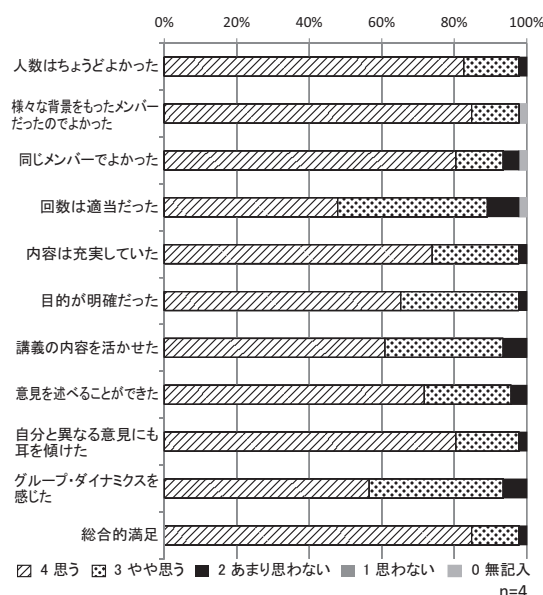 0% 20% 40% 60% 80% 100%
人数はちょうどよかった
様々な背景をもったメンバー
だったのでよかった
同じメンバーでよかった
回数は適当だった
内容は充実していた
目的が明確だった
講義の内容を活かせた
意見を述べることができた
自分と異なる意見にも
耳を傾けた
グループ・ダイナミクスを
感じた
総合的満足
4 思う 3 やや思う 2 あまり思わない 1 思わない 0 無記入
n=4